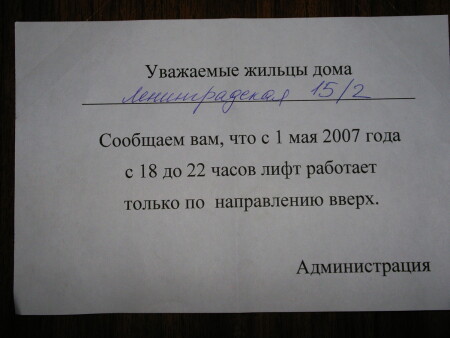 Уважаемые жильцы дома
Ленинградская 15/2
Сообщаем вам, что с 1 мая 2007 года
с 18 до 22 часов лифт работает
только по направлению вверх.
Администрация